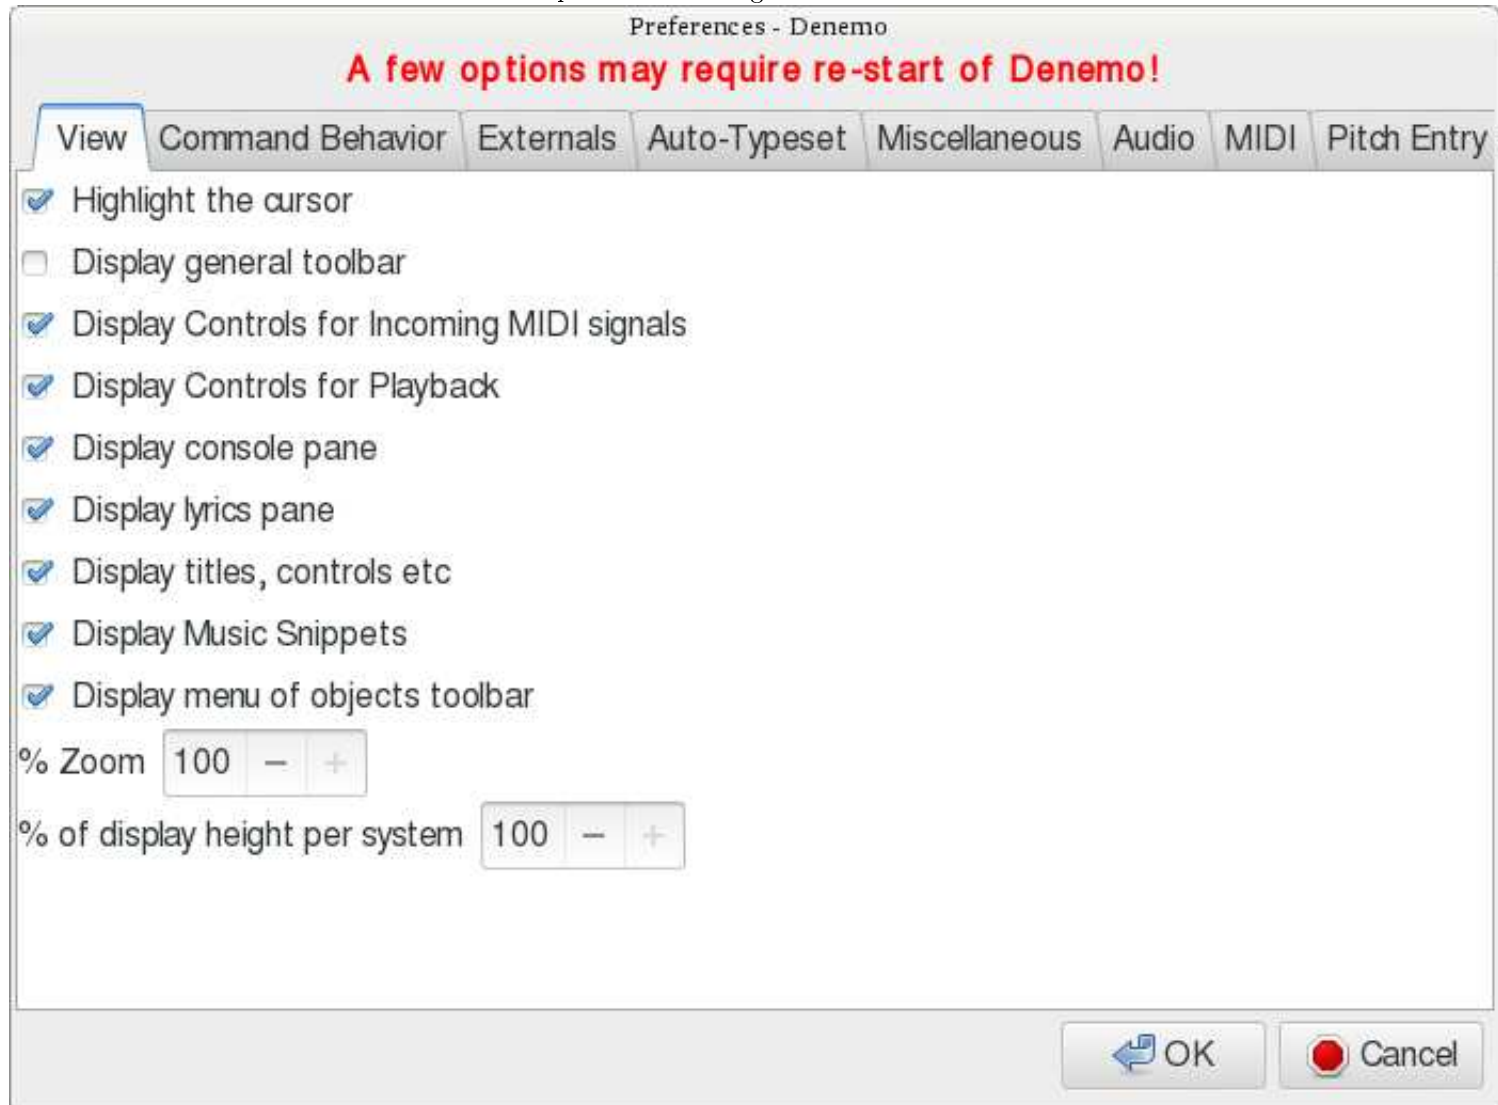 Preferences - Denemo
A few options may require re-start of Denemo!
View Command Behavior Externals Auto-Typeset Miscellaneous Audio MIDI Pitch Entry
Highlight the cursor
Display general toolbar
Display Controls for Incoming MIDI signals
Display Controls for Playback
Display console pane
Display lyrics pane
Display titles, controls etc
Display Music Snippets
Display menu of objects toolbar
% Zoom 100 − +
% of display height per system 100 − +
OK Cancel